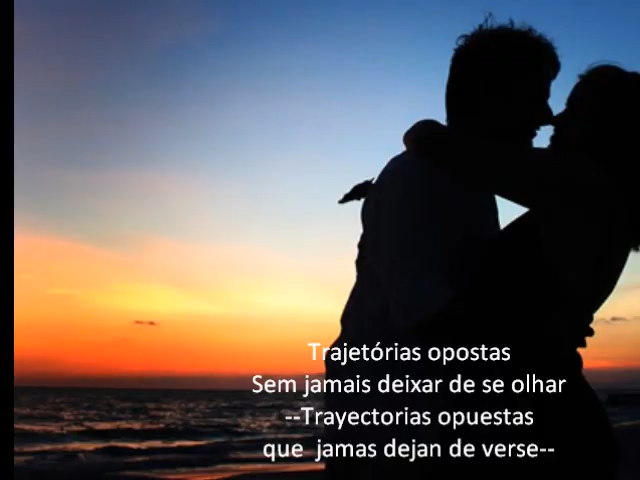 Trajetórias opostas
Sem jamais deixar de se olhar
--Trayectorias opuestas
que  jamas dejan de verse--